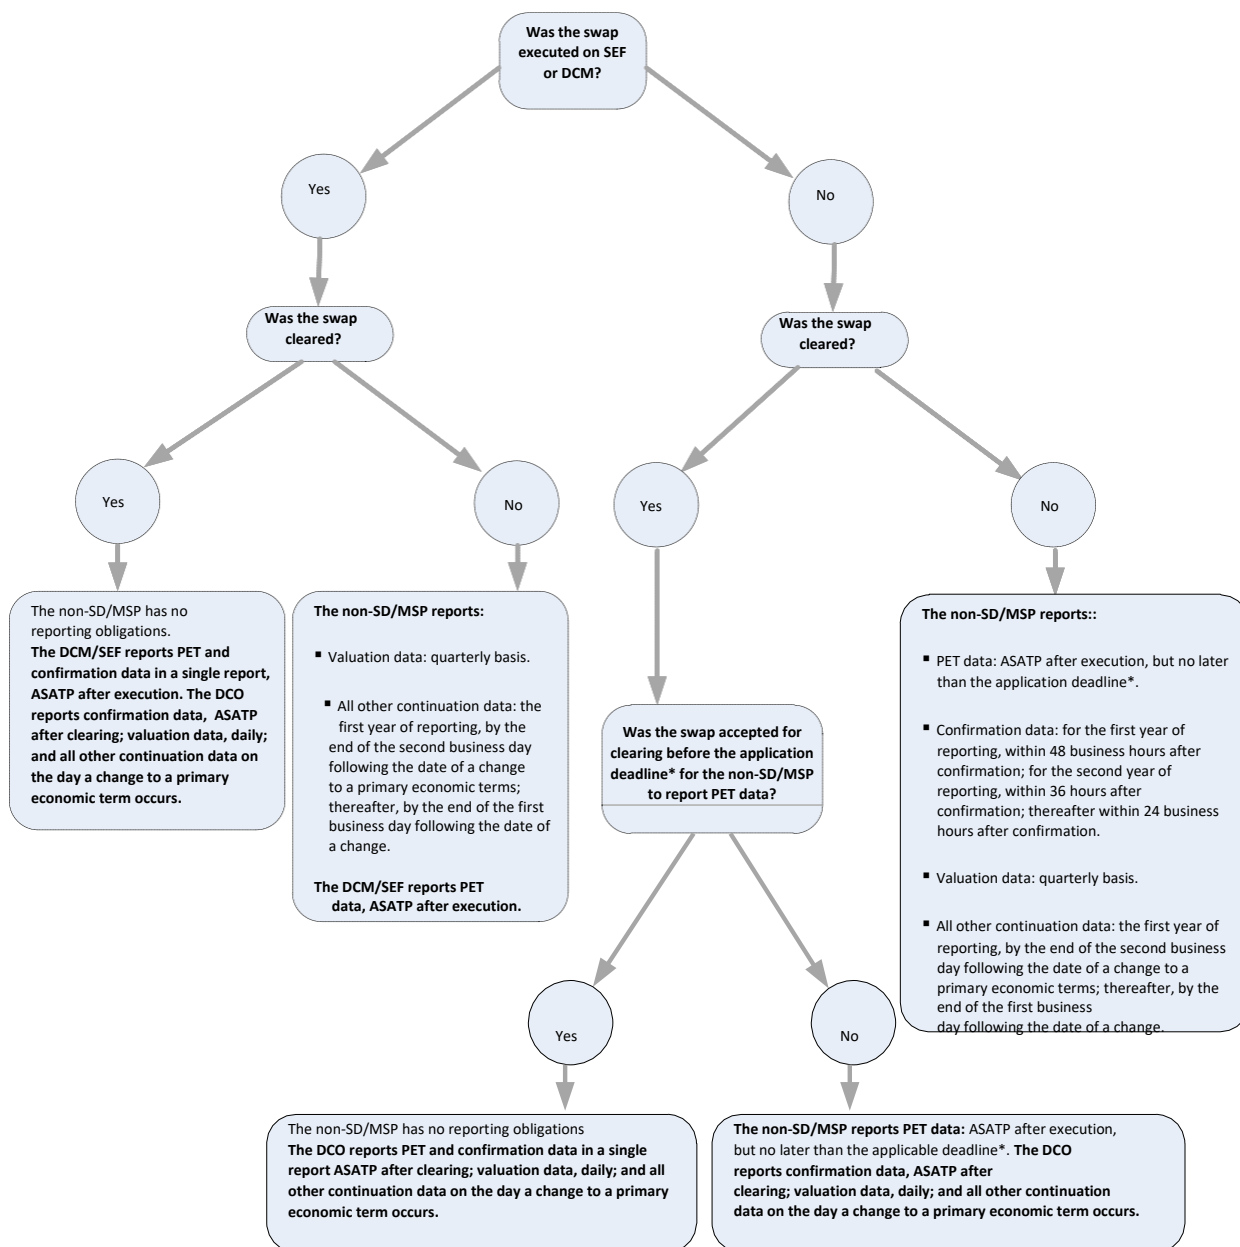 Was the swap
executed on SEF
or DCM?
Yes
No
Was the swap
cleared?
Was the swap
cleared?
Yes
No
Yes
No
The non-SD/MSP has no
reporting obligations.
The DCM/SEF reports PET and
confirmation data in a single report,
ASATP after execution. The DCO
reports confirmation data, ASATP
after clearing; valuation data, daily;
and all other continuation data on
the day a change to a primary
economic term occurs.
The non-SD/MSP reports:
▪ Valuation data: quarterly basis.
▪ All other continuation data: the
first year of reporting, by the
end of the second business day
following the date of a change
to a primary economic terms;
thereafter, by the end of the first
business day following the date of
a change.
The DCM/SEF reports PET
data, ASATP after execution.
Was the swap accepted for
clearing before the application
deadline* for the non-SD/MSP
to report PET data?
The non-SD/MSP reports::
▪ PET data: ASATP after execution, but no later
than the application deadline*.
▪ Confirmation data: for the first year of
reporting, within 48 business hours after
confirmation; for the second year of
reporting, within 36 hours after
confirmation; thereafter within 24 business
hours after confirmation.
▪ Valuation data: quarterly basis.
▪ All other continuation data: the first year of
reporting, by the end of the second business
day following the date of a change to a
primary economic terms; thereafter, by the
end of the first business
day following the date of a change.
Yes
No
The non-SD/MSP has no reporting obligations
The DCO reports PET and confirmation data in a single
report ASATP after clearing; valuation data, daily; and all
other continuation data on the day a change to a primary
economic term occurs.
The non-SD/MSP reports PET data: ASATP after execution,
but no later than the applicable deadline*. The DCO
reports confirmation data, ASATP after
clearing; valuation data, daily; and all other continuation
data on the day a change to a primary economic term occurs.